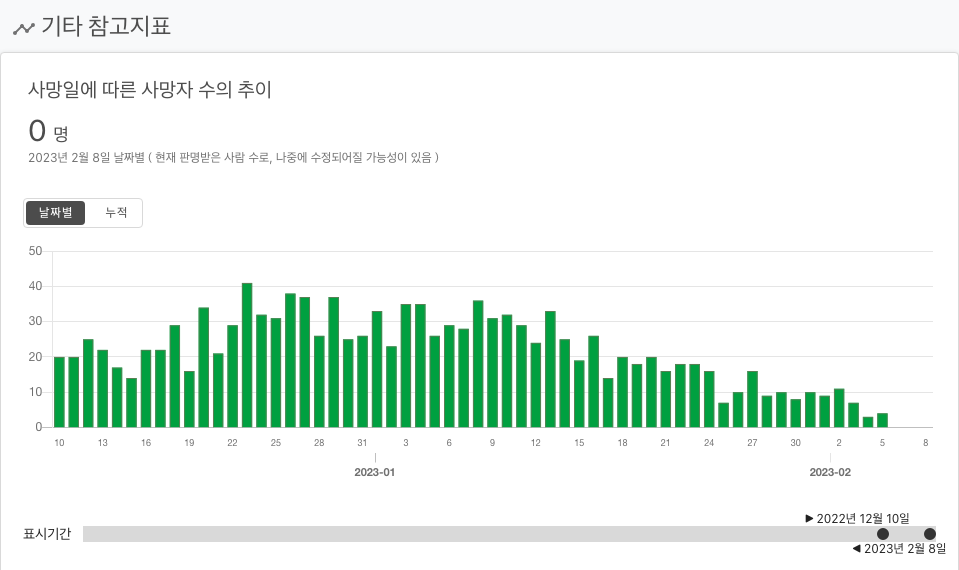 기타 참고지표
사망일에 따른 사망자 수의 추이
0 명
2023년 2월 8일 날짜별 ( 현재 판명받은 사람 수로, 나중에 수정되어질 가능성이 있음 )
날짜별 누적
50
40
30
20
10
0
10 13 16 19 22 25 28 31 3 6 9 12 15 18 21 24 27 30 2 5 8
2023-01 2023-02
▶ 2022년 12월 10일
표시기간
◀ 2023년 2월 8일